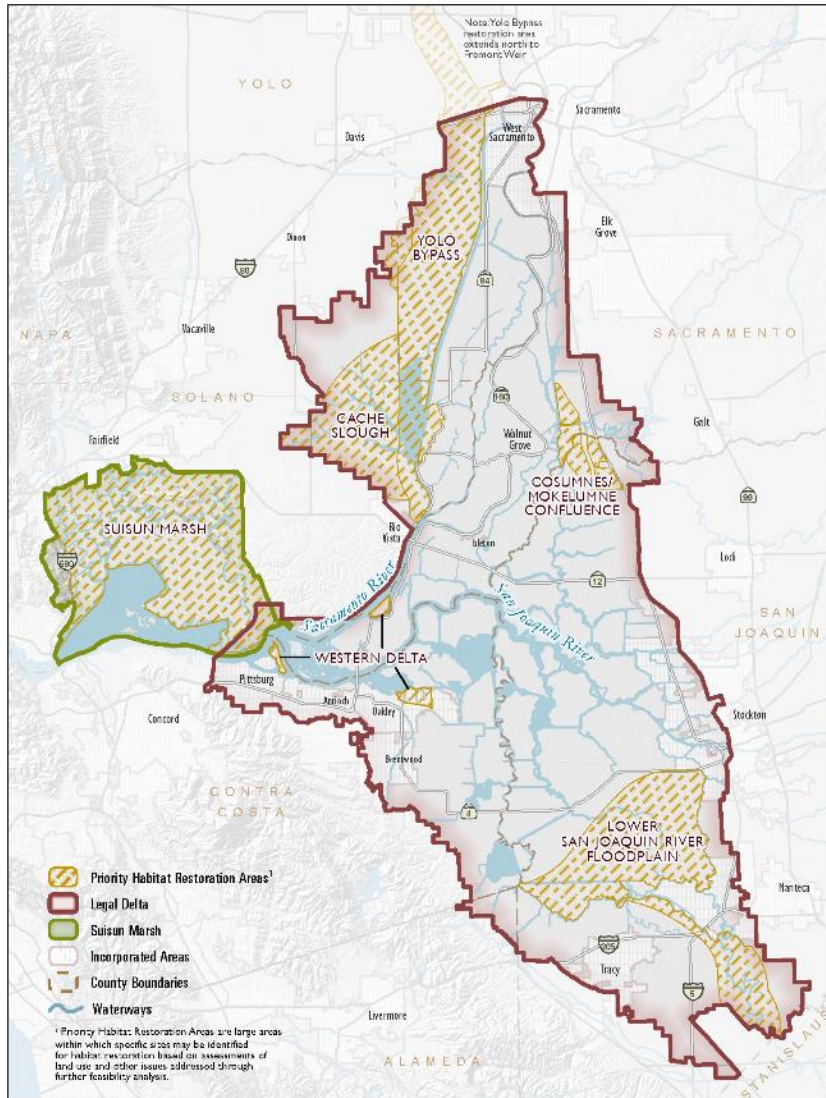 Note: Yolo Bypass
restoration area
extends north to
Fremont Weir
YOLO
Sacramento
Davis
West
Sacramento
Elk
Grove
Dixon
YOLO
BYPASS
80
84
NAPA
Vacaville
SACRAMENTO
SOLANO
160
CACHE
SLOUGH
Galt
Fairfield
Walnut
Grove
COSUMNES/
MOKELUMNE
CONFLUENCE
99
SUISUN MARSH
Rio
Vista
Isleton
Lodi
680
12
Sacramento River
San Joaquin River
SAN
JOAQUIN
WESTERN DELTA
Pittsburg
Antioch
Oakley
Concord
Stockton
Brentwood
CONTRA
COSTA
4
LOWER
SAN JOAQUIN RIVER
FLOODPLAIN
Manteca
Priority Habitat Restoration Areas¹
Legal Delta
Suisun Marsh
Incorporated Areas
County Boundaries
Waterways
205
Tracy
5
Livermore
¹ Priority Habitat Restoration Areas are large areas
within which specific sites may be identified
for habitat restoration based on assessments of
land use and other issues addressed through
further feasibility analysis.
ALAMEDA
STANISLAUS